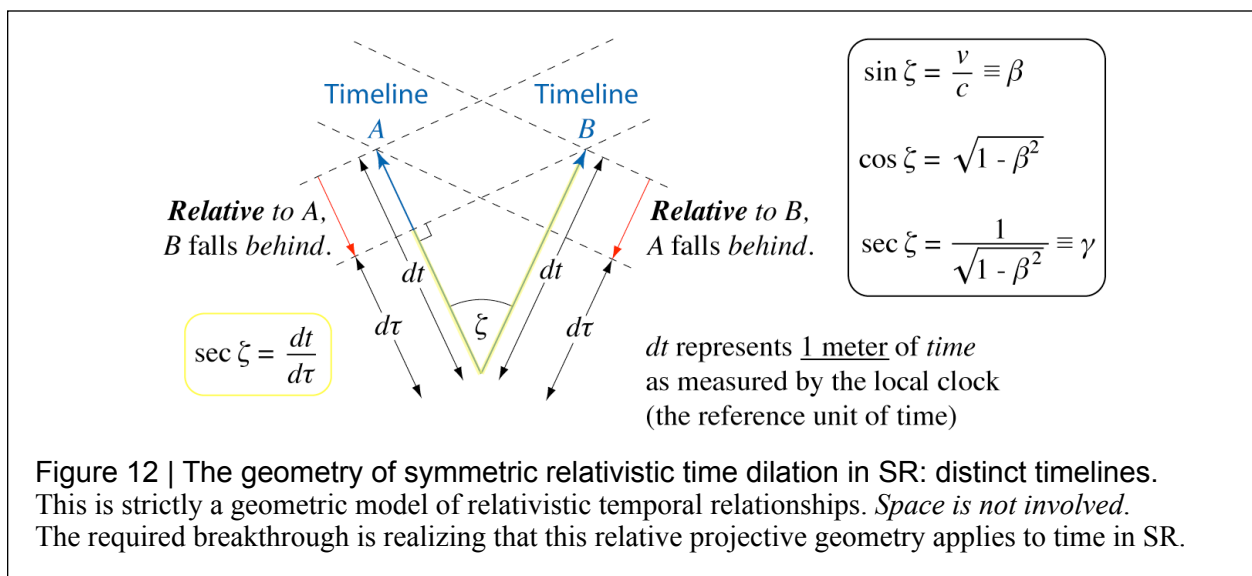 Timeline
A
Timeline
B
Relative to A,
B falls behind.
Relative to B,
A falls behind.
dt
dt
dτ
dτ
ζ
sec ζ = dt/dτ
sin ζ = v/c ≡ β
cos ζ = √(1 - β²)
sec ζ = 1/√(1 - β²) ≡ γ
dt represents 1 meter of time
as measured by the local clock
(the reference unit of time)
Figure 12 | The geometry of symmetric relativistic time dilation in SR: distinct timelines.
This is strictly a geometric model of relativistic temporal relationships. Space is not involved.
The required breakthrough is realizing that this relative projective geometry applies to time in SR.